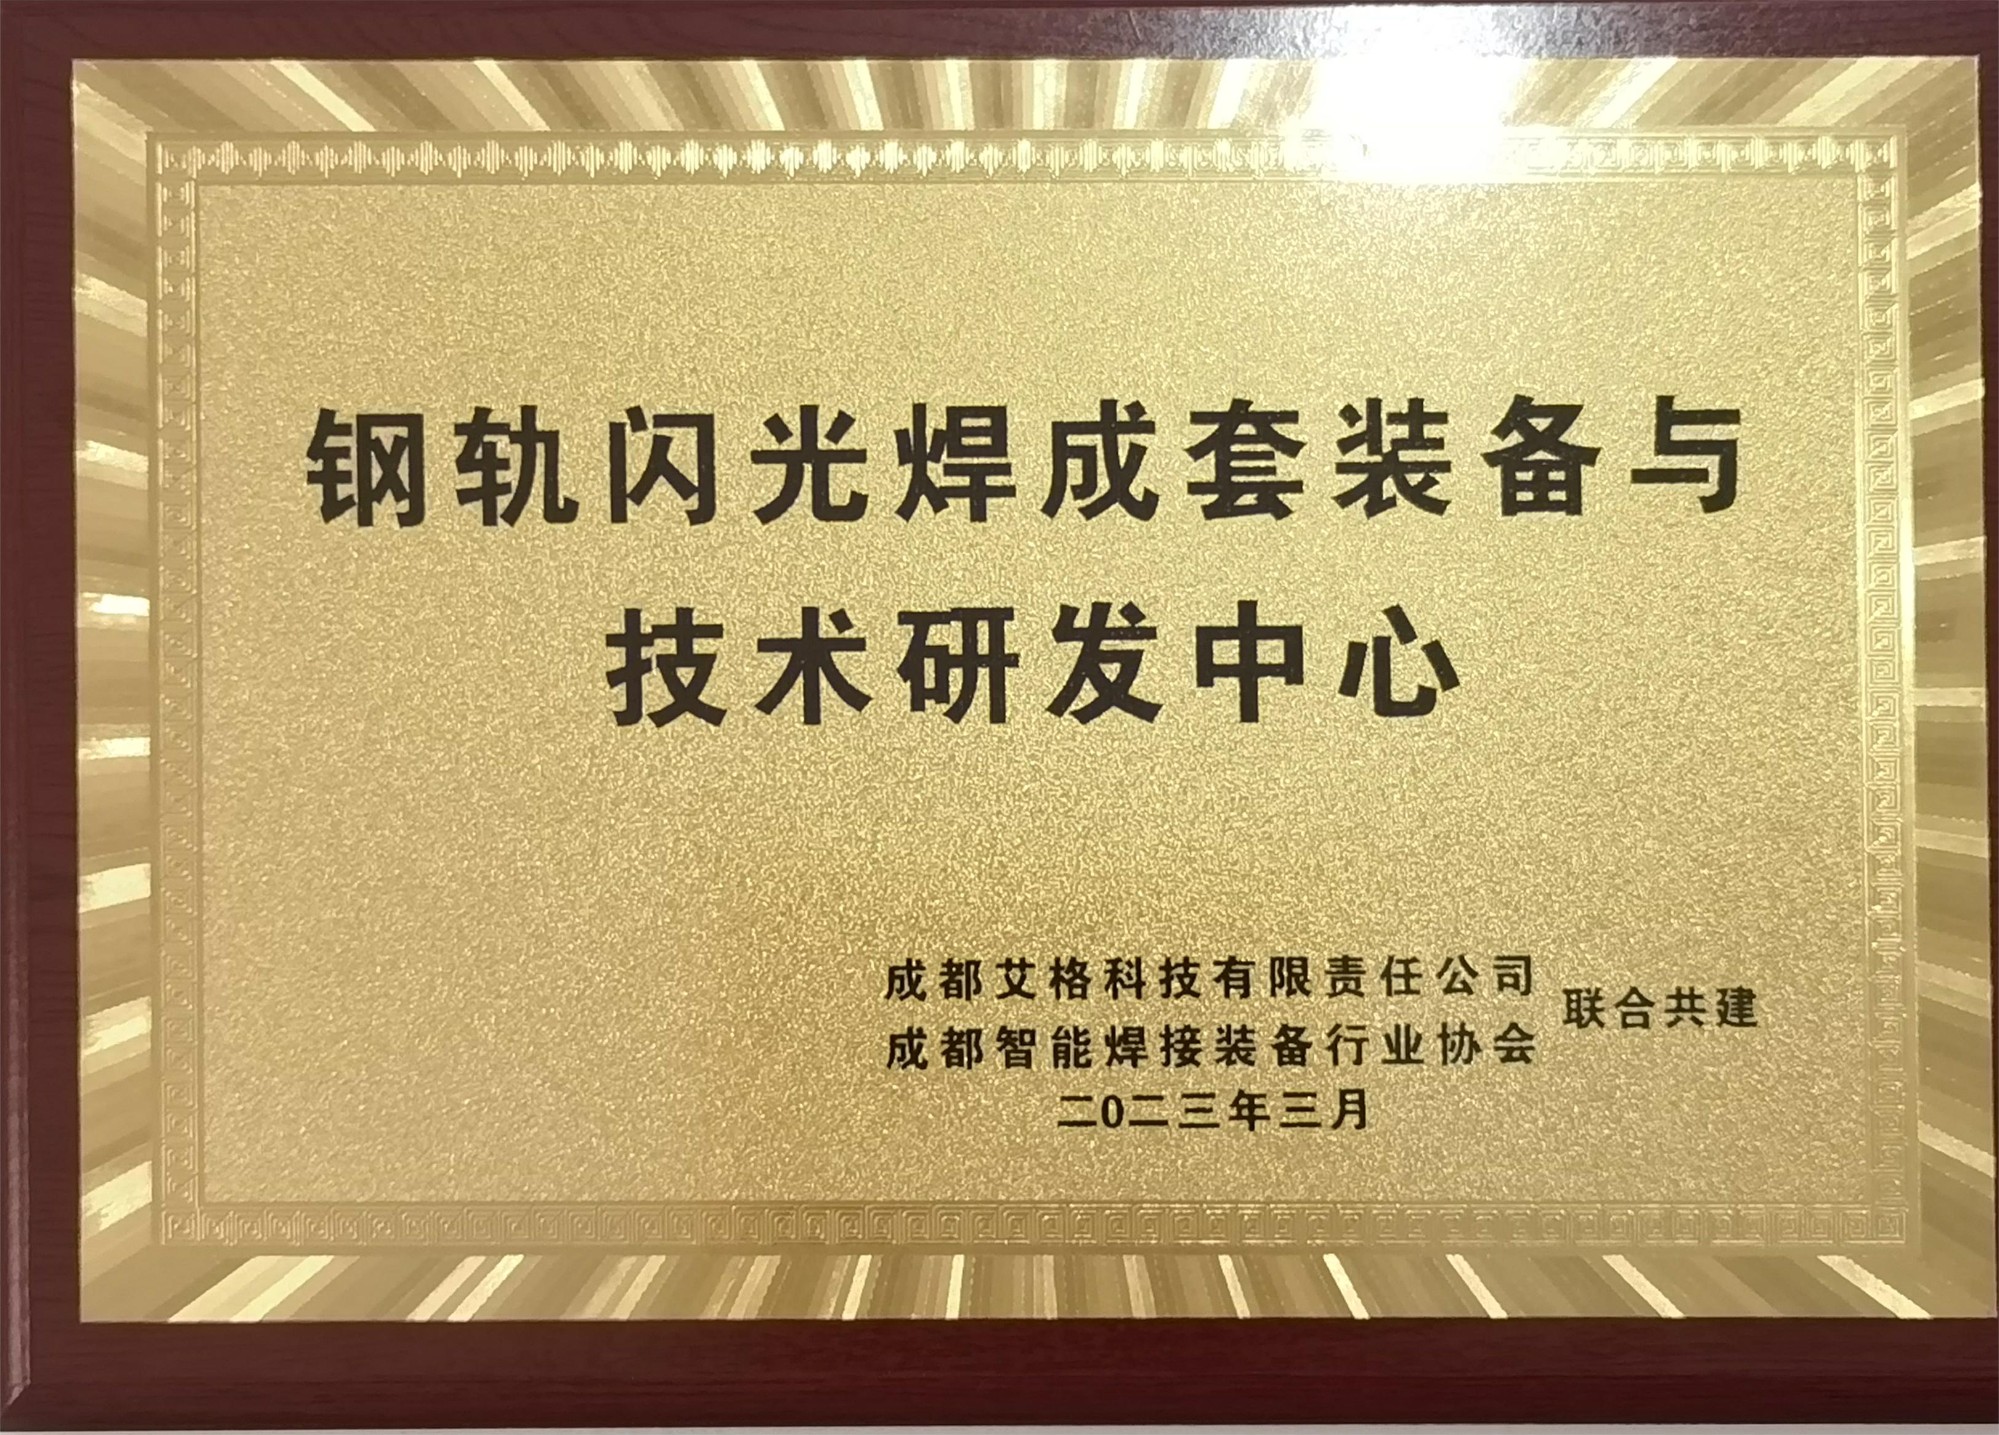 钢轨闪光焊成套装备与
技术研发中心
成都艾格科技有限责任公司
成都智能焊接装备行业协会
联合共建
二0二三年三月